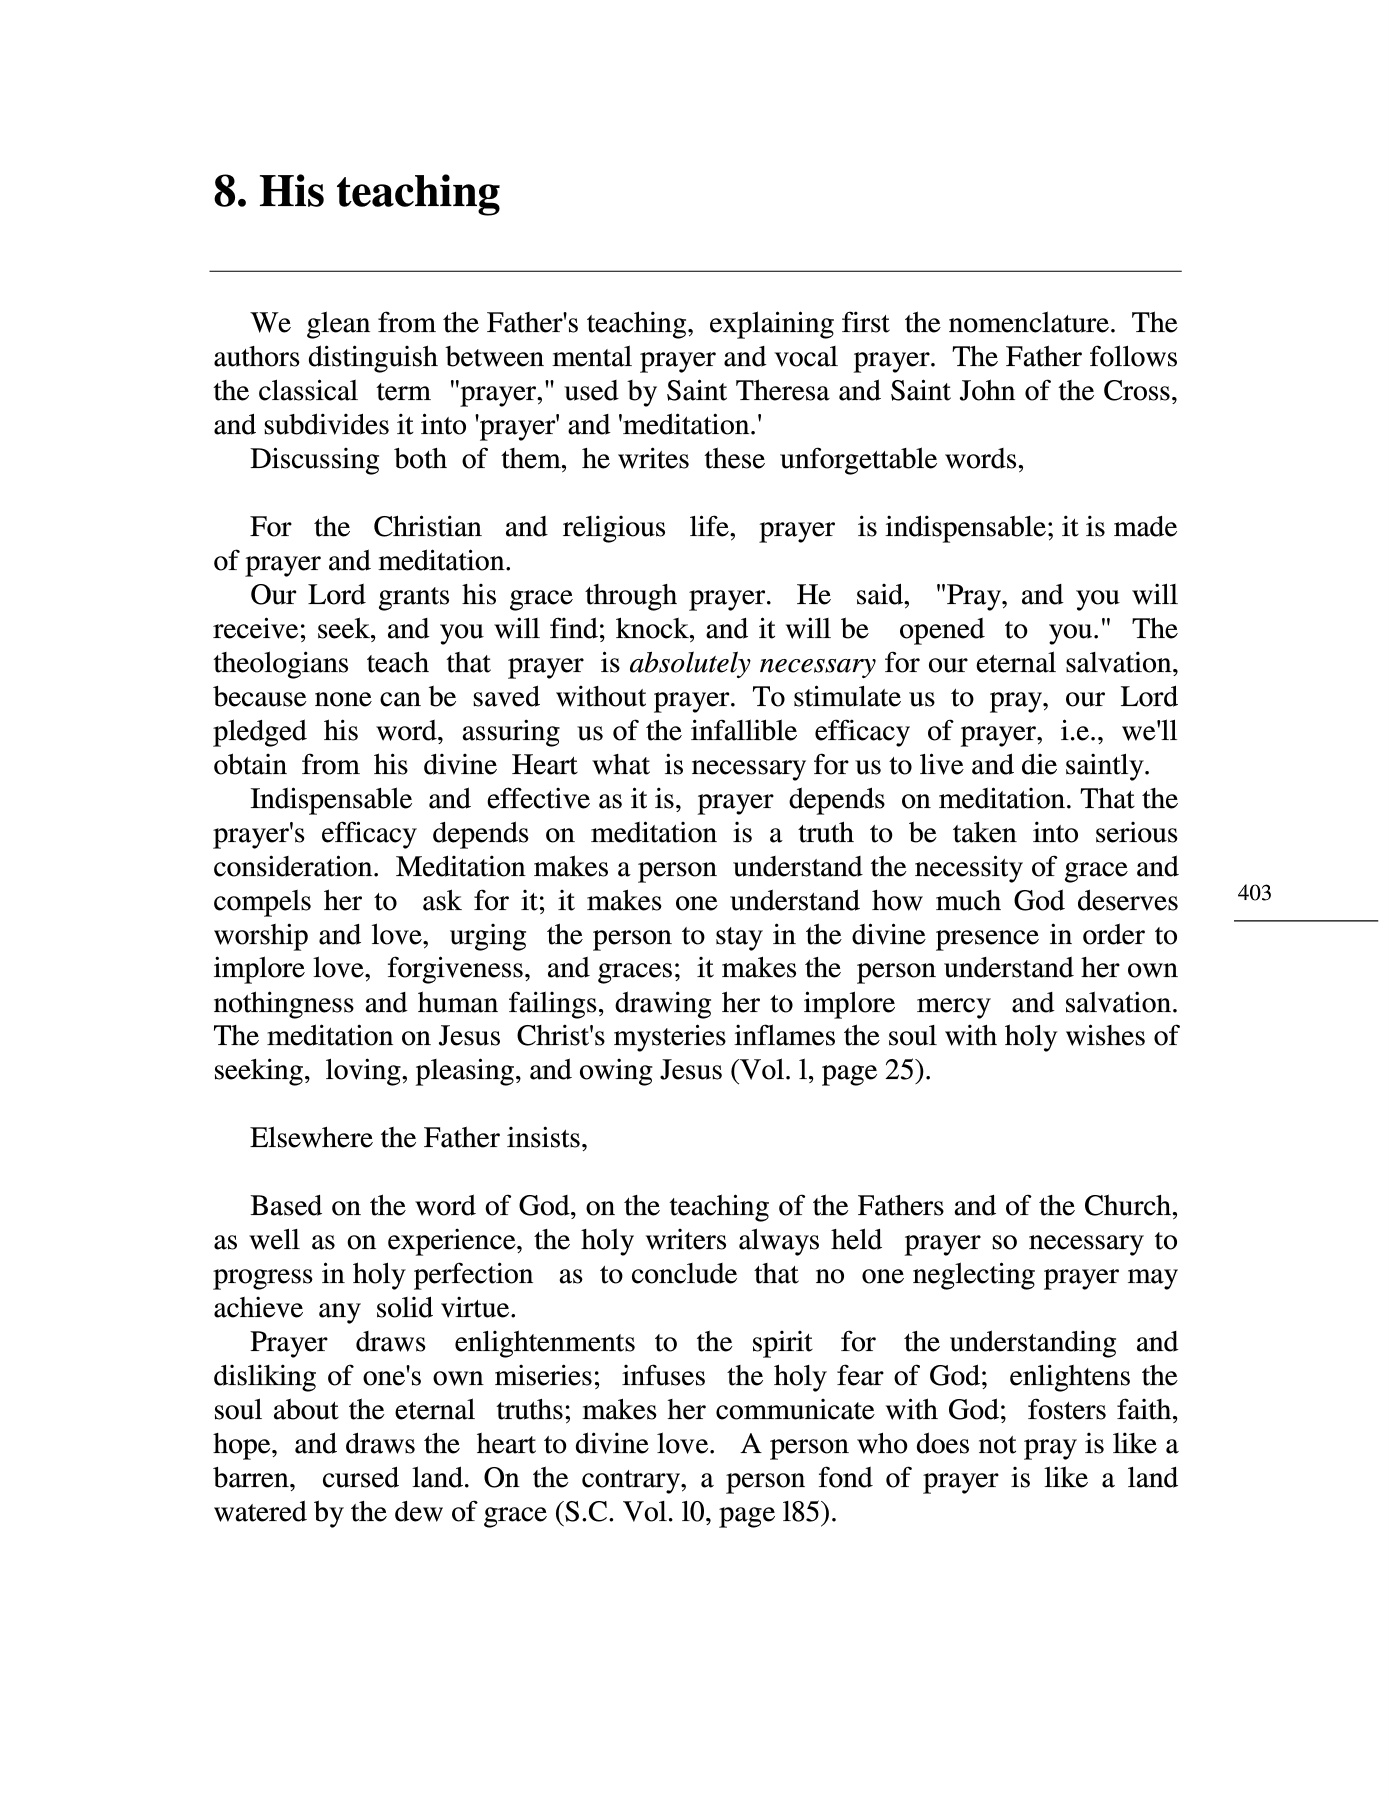 8. His teaching
We glean from the Father's teaching, explaining first the nomenclature. The
authors distinguish between mental prayer and vocal prayer. The Father follows
the classical term "prayer," used by Saint Theresa and Saint John of the Cross,
and subdivides it into 'prayer' and 'meditation.'
Discussing both of them, he writes these unforgettable words,
For the Christian and religious life, prayer is indispensable; it is made
of prayer and meditation.
Our Lord grants his grace through prayer. He said, "Pray, and you will
receive; seek, and you will find; knock, and it will be opened to you." The
theologians teach that prayer is absolutely necessary for our eternal salvation,
because none can be saved without prayer. To stimulate us to pray, our Lord
pledged his word, assuring us of the infallible efficacy of prayer, i.e., we'll
obtain from his divine Heart what is necessary for us to live and die saintly.
Indispensable and effective as it is, prayer depends on meditation. That the
prayer's efficacy depends on meditation is a truth to be taken into serious
consideration. Meditation makes a person understand the necessity of grace and
compels her to ask for it; it makes one understand how much God deserves
worship and love, urging the person to stay in the divine presence in order to
implore love, forgiveness, and graces; it makes the person understand her own
nothingness and human failings, drawing her to implore mercy and salvation.
The meditation on Jesus Christ's mysteries inflames the soul with holy wishes of
seeking, loving, pleasing, and owing Jesus (Vol. l, page 25).
Elsewhere the Father insists,
Based on the word of God, on the teaching of the Fathers and of the Church,
as well as on experience, the holy writers always held prayer so necessary to
progress in holy perfection as to conclude that no one neglecting prayer may
achieve any solid virtue.
Prayer draws enlightenments to the spirit for the understanding and
disliking of one's own miseries; infuses the holy fear of God; enlightens the
soul about the eternal truths; makes her communicate with God; fosters faith,
hope, and draws the heart to divine love. A person who does not pray is like a
barren, cursed land. On the contrary, a person fond of prayer is like a land
watered by the dew of grace (S.C. Vol. l0, page l85).
403